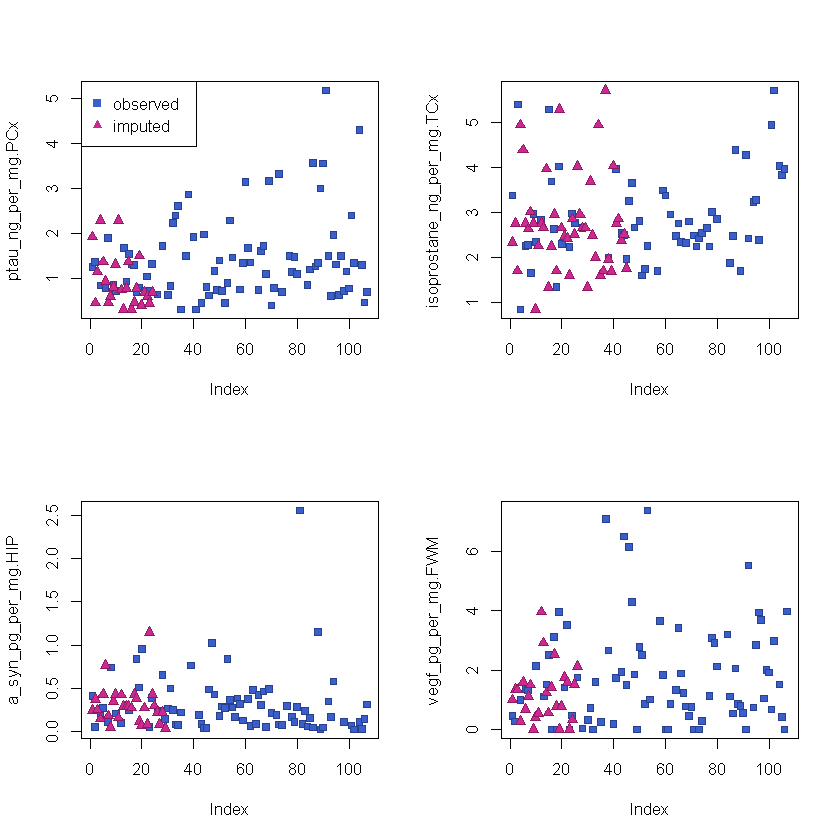 observed
imputed
ptau_ng_per_mg.PCx
5
4
3
2
1
0 20 40 60 80 100
Index
isoprostane_ng_per_mg.TCx
5
4
3
2
1
0 20 40 60 80 100
Index
a_syn_pg_per_mg.HIP
2.5
2.0
1.5
1.0
0.5
0.0
0 20 40 60 80 100
Index
vegf_pg_per_mg.FWM
6
4
2
0
0 20 40 60 80 100
Index